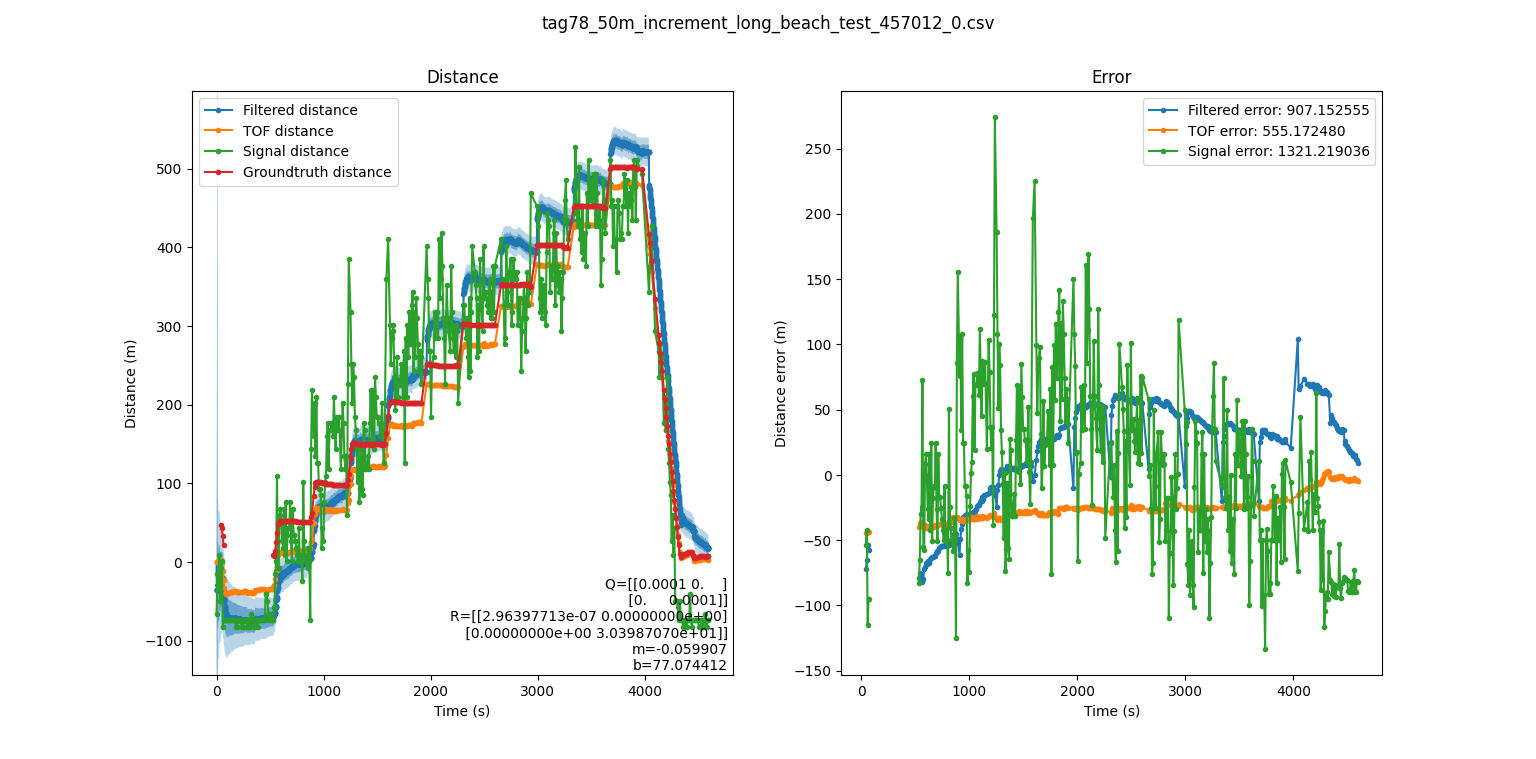 tag78_50m_increment_long_beach_test_457012_0.csv
Distance
Filtered distance
TOF distance
Signal distance
Groundtruth distance
Distance (m)
500
400
300
200
100
0
−100
Q=[[0.0001 0. ]
[0. 0.0001]]
R=[[2.96397713e-07 0.00000000e+00]
[0.00000000e+00 3.03987070e+01]]
m=-0.059907
b=77.074412
0 1000 2000 3000 4000
Time (s)
Error
Filtered error: 907.152555
TOF error: 555.172480
Signal error: 1321.219036
Distance error (m)
250
200
150
100
50
0
−50
−100
−150
0 1000 2000 3000 4000
Time (s)